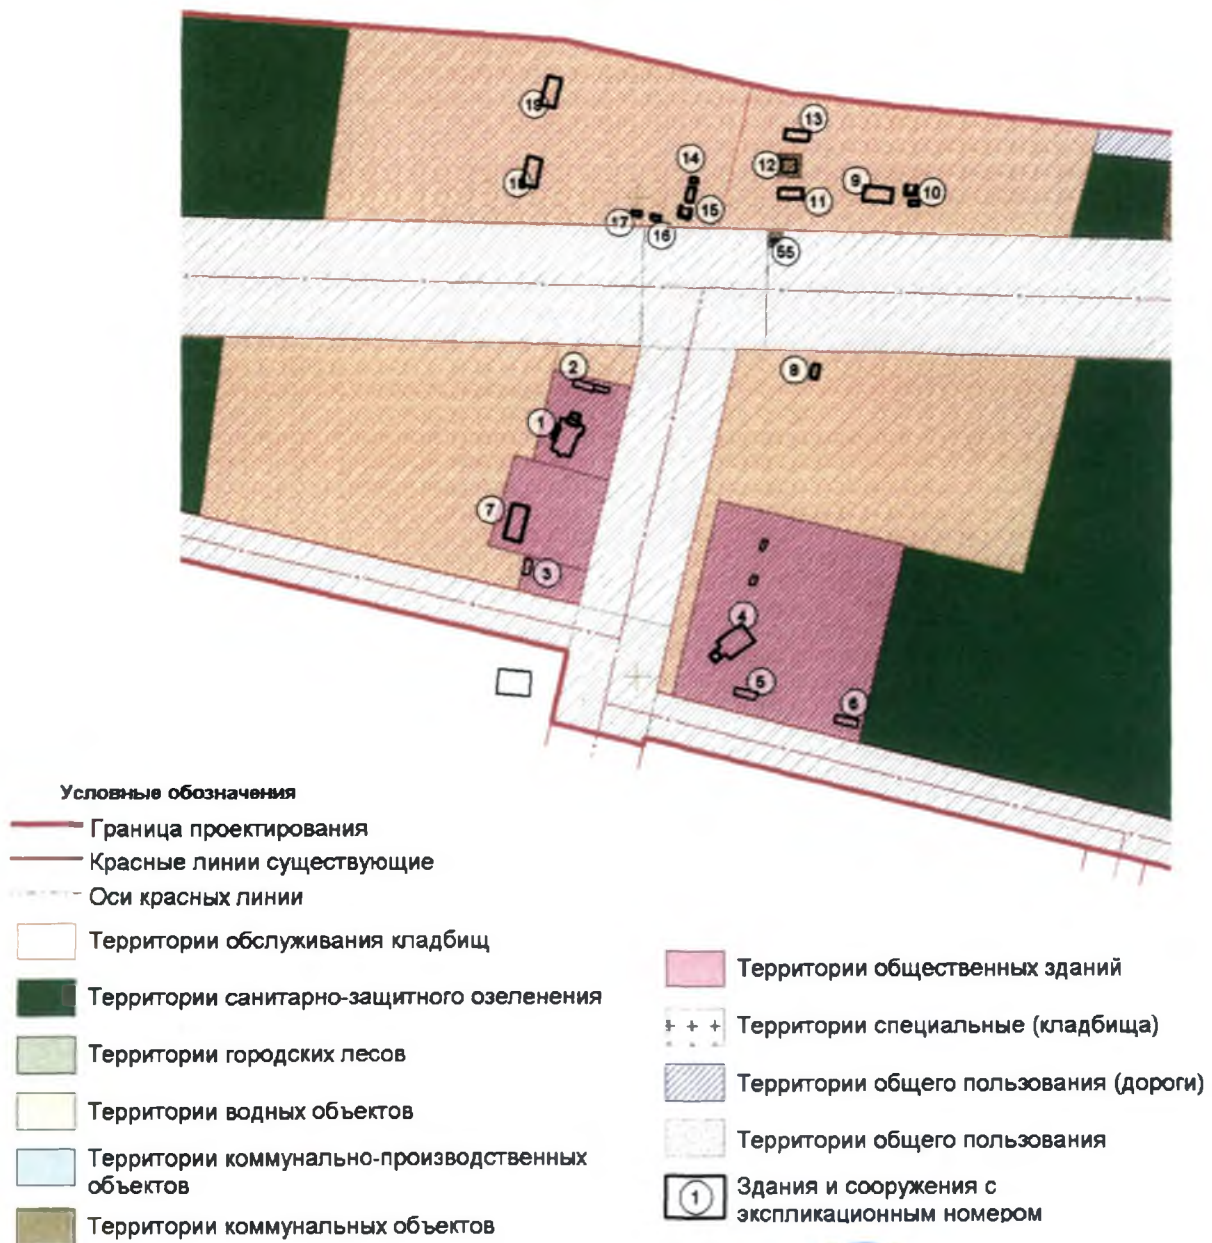 19
13
14
12
9
10
18
11
15
17
16
55
2
8
1
7
3
4
5
6
Условные обозначения
Граница проектирования
Красные линии существующие
Оси красных линии
Территории обслуживания кладбищ
Территории санитарно-защитного озеленения
Территории городских лесов
Территории водных объектов
Территории коммунально-производственных
объектов
Территории коммунальных объектов
Территории общественных зданий
Территории специальные (кладбища)
Территории общего пользования (дороги)
Территории общего пользования
1
Здания и сооружения с
экспликационным номером